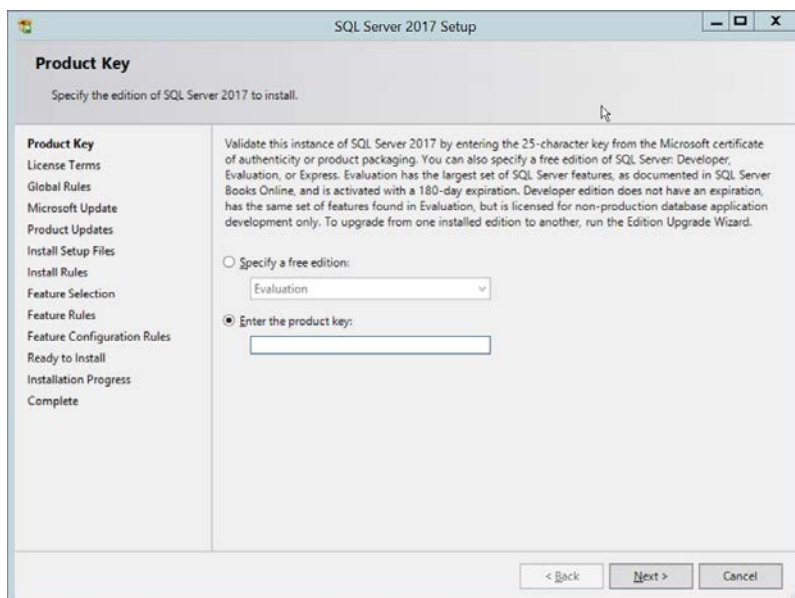 SQL Server 2017 Setup
Product Key
Specify the edition of SQL Server 2017 to install.
Product Key
License Terms
Global Rules
Microsoft Update
Product Updates
Install Setup Files
Install Rules
Feature Selection
Feature Rules
Feature Configuration Rules
Ready to Install
Installation Progress
Complete
Validate this instance of SQL Server 2017 by entering the 25-character key from the Microsoft certificate
of authenticity or product packaging. You can also specify a free edition of SQL Server: Developer,
Evaluation, or Express. Evaluation has the largest set of SQL Server features, as documented in SQL Server
Books Online, and is activated with a 180-day expiration. Developer edition does not have an expiration,
has the same set of features found in Evaluation, but is licensed for non-production database application
development only. To upgrade from one installed edition to another, run the Edition Upgrade Wizard.
Specify a free edition:
Evaluation
Enter the product key:
< Back
Next >
Cancel